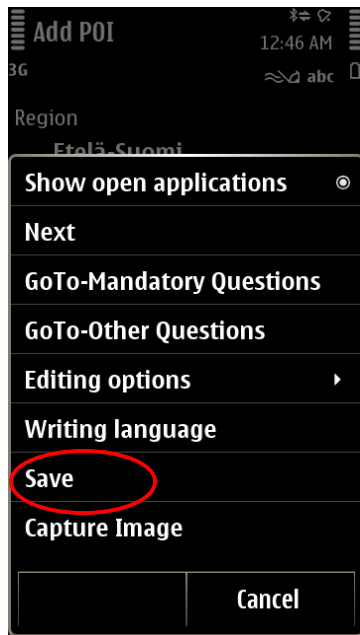 Add POI
12:46 AM
3G
abc
Region
Etelä-Suomi
Show open applications
Next
GoTo-Mandatory Questions
GoTo-Other Questions
Editing options
Writing language
Save
Capture Image
Cancel